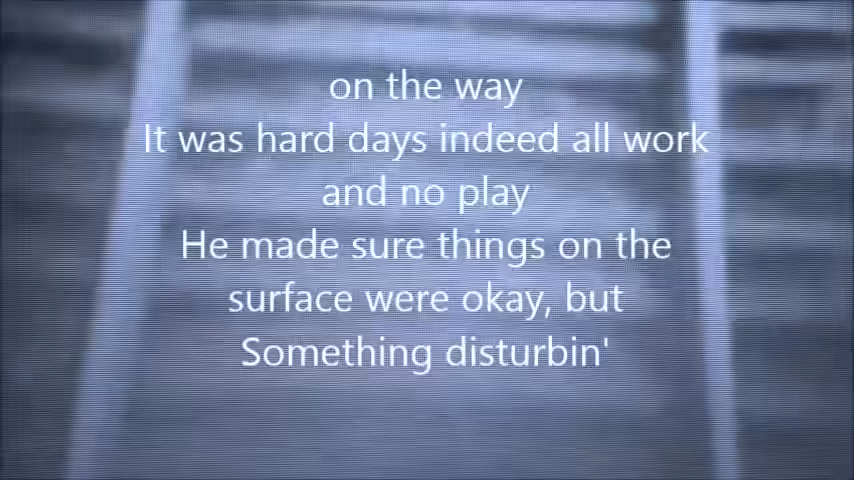 on the way
It was hard days indeed all work
and no play
He made sure things on the
surface were okay, but
Something disturbin'